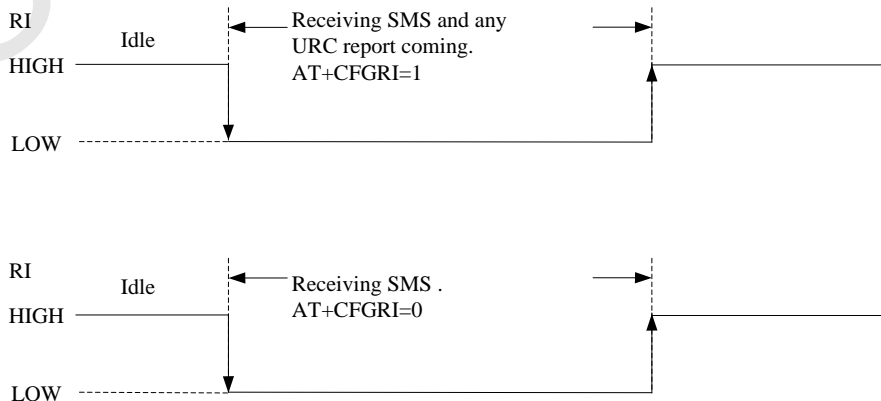 RI
Idle
Receiving SMS and any
URC report coming.
HIGH
AT+CFGRI=1
LOW
RI
Idle
Receiving SMS .
HIGH
AT+CFGRI=0
LOW